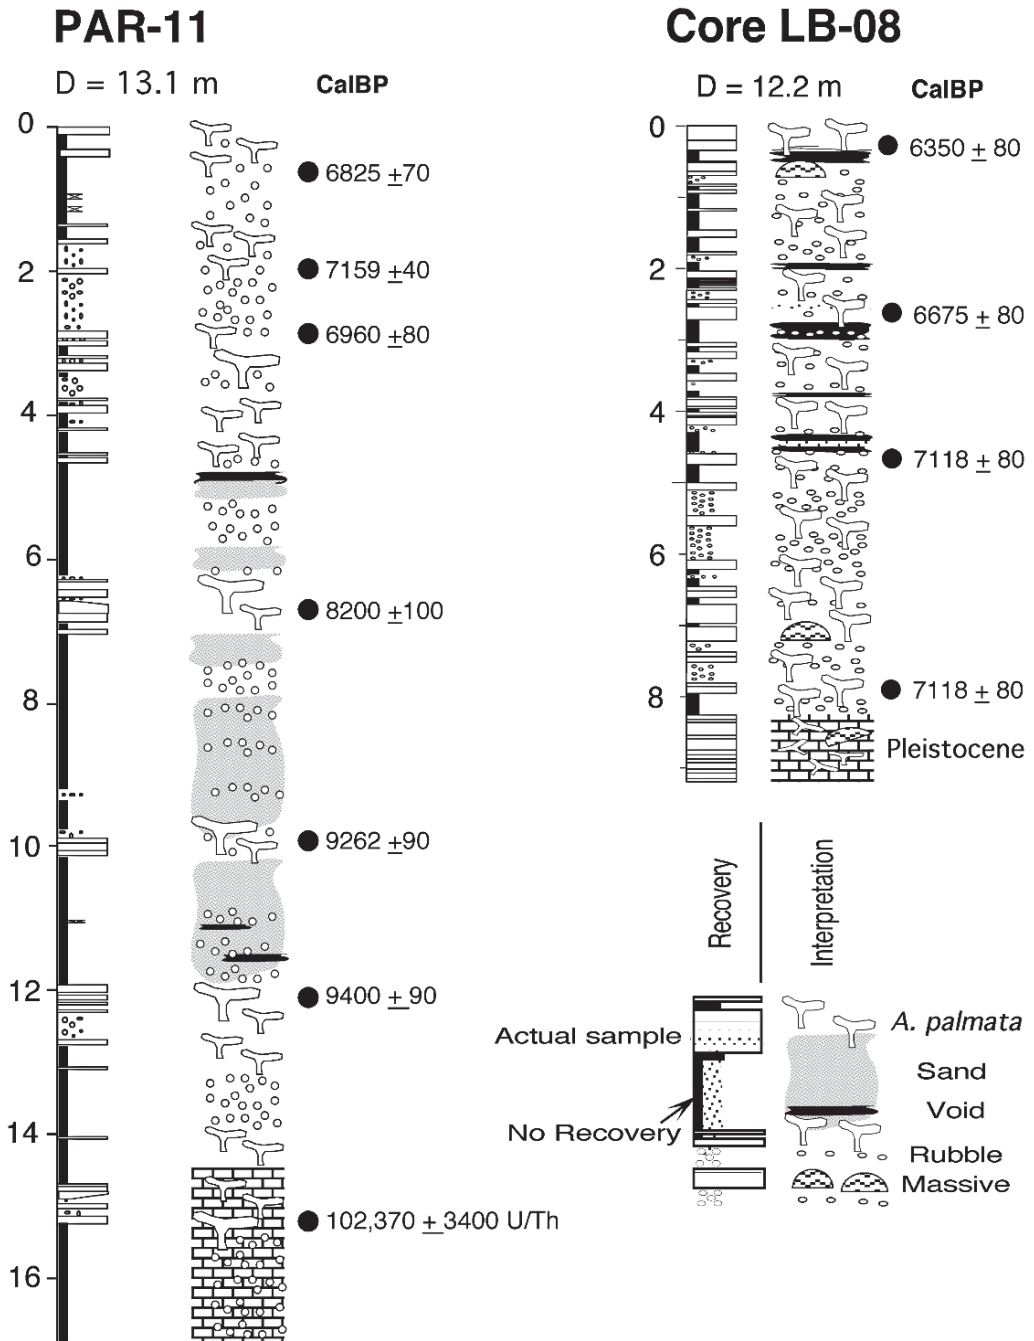 PAR-11
D = 13.1 m
CalBP
0
2
4
6
8
10
12
14
16
6825 ±70
7159 ±40
6960 ±80
8200 ±100
9262 ±90
9400 ±90
102,370 ± 3400 U/Th
Core LB-08
D = 12.2 m
CalBP
0
2
4
6
8
6350 ± 80
6675 ± 80
7118 ± 80
7118 ± 80
Pleistocene
Recovery
Interpretation
Actual sample
No Recovery
A. palmata
Sand
Void
Rubble
Massive